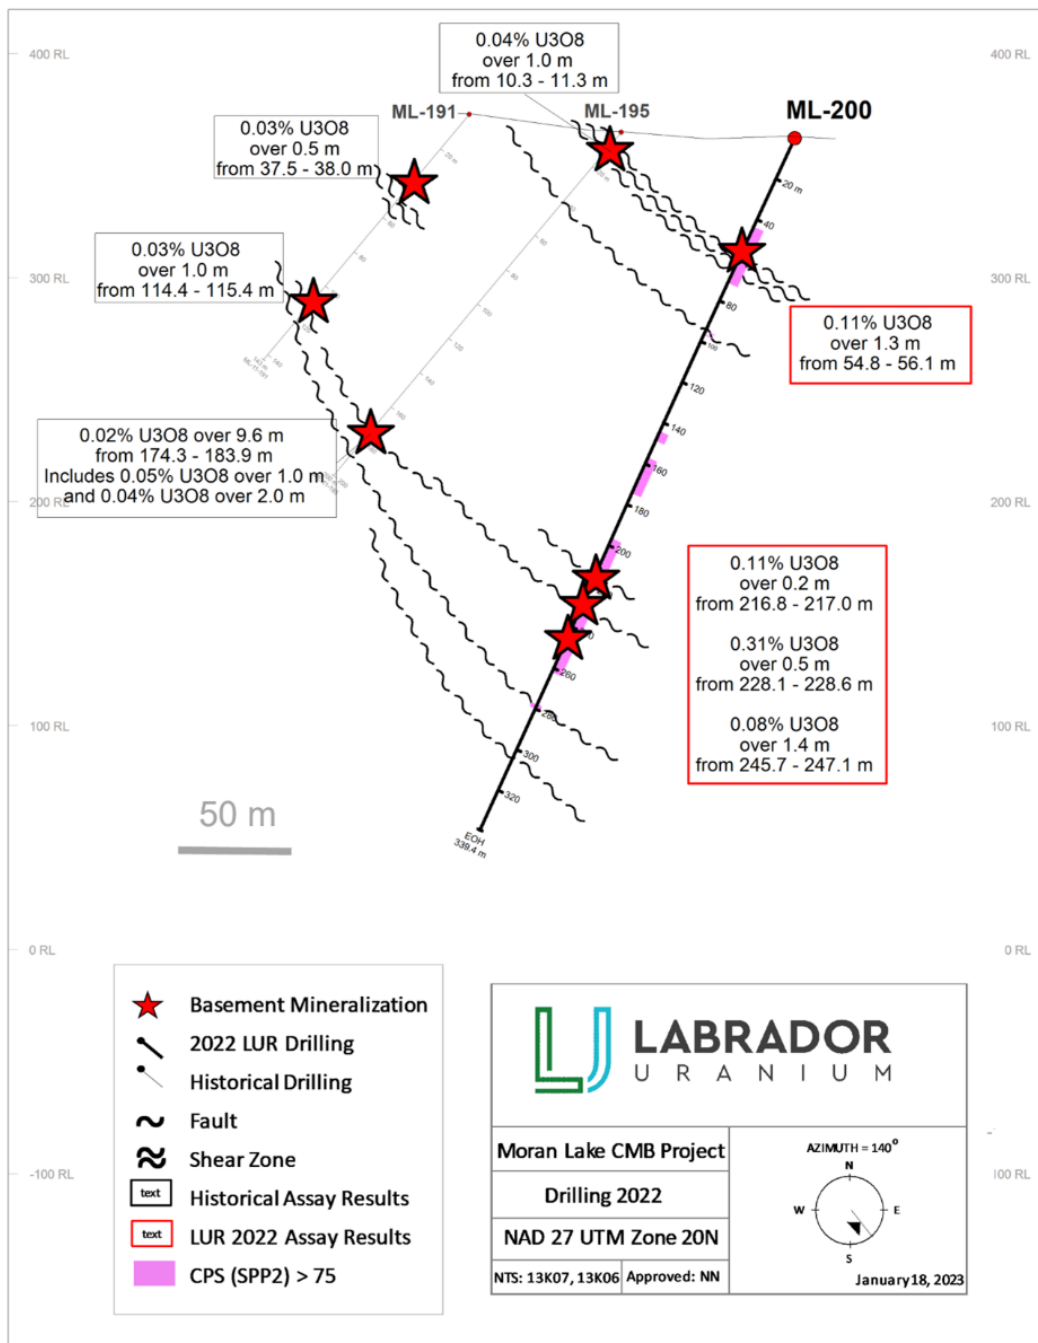 400 RL
400 RL
0.04% U3O8
over 1.0 m
from 10.3 - 11.3 m
ML-191
ML-195
ML-200
0.03% U3O8
over 0.5 m
from 37.5 - 38.0 m
20 m
20 m
40
60
80
80
80
100
100
120
120
140
140
160
160
180
200
260
280
300
320
0.03% U3O8
over 1.0 m
from 114.4 - 115.4 m
300 RL
300 RL
0.11% U3O8
over 1.3 m
from 54.8 - 56.1 m
0.02% U3O8 over 9.6 m
from 174.3 - 183.9 m
Includes 0.05% U3O8 over 1.0 m
and 0.04% U3O8 over 2.0 m
200 RL
200 RL
0.11% U3O8
over 0.2 m
from 216.8 - 217.0 m
0.31% U3O8
over 0.5 m
from 228.1 - 228.6 m
0.08% U3O8
over 1.4 m
from 245.7 - 247.1 m
100 RL
100 RL
EOH
339.4 m
50 m
0 RL
0 RL
-100 RL
100 RL
Basement Mineralization
2022 LUR Drilling
Historical Drilling
Fault
Shear Zone
text Historical Assay Results
text LUR 2022 Assay Results
CPS (SPP2) > 75
LABRADOR
URANIUM
Moran Lake CMB Project
Drilling 2022
NAD 27 UTM Zone 20N
NTS: 13K07, 13K06
Approved: NN
AZIMUTH = 140°
N
W
E
S
January 18, 2023